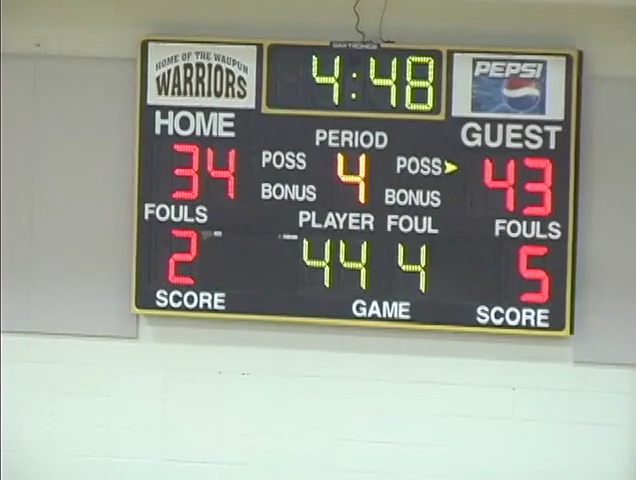 DAKTRONICS
HOME OF THE WAUPUN
WARRIORS
4:48
PEPSI
HOME
PERIOD
GUEST
34
POSS
4
POSS
43
BONUS
BONUS
FOULS
PLAYER FOUL
FOULS
2
44 4
5
SCORE
GAME
SCORE